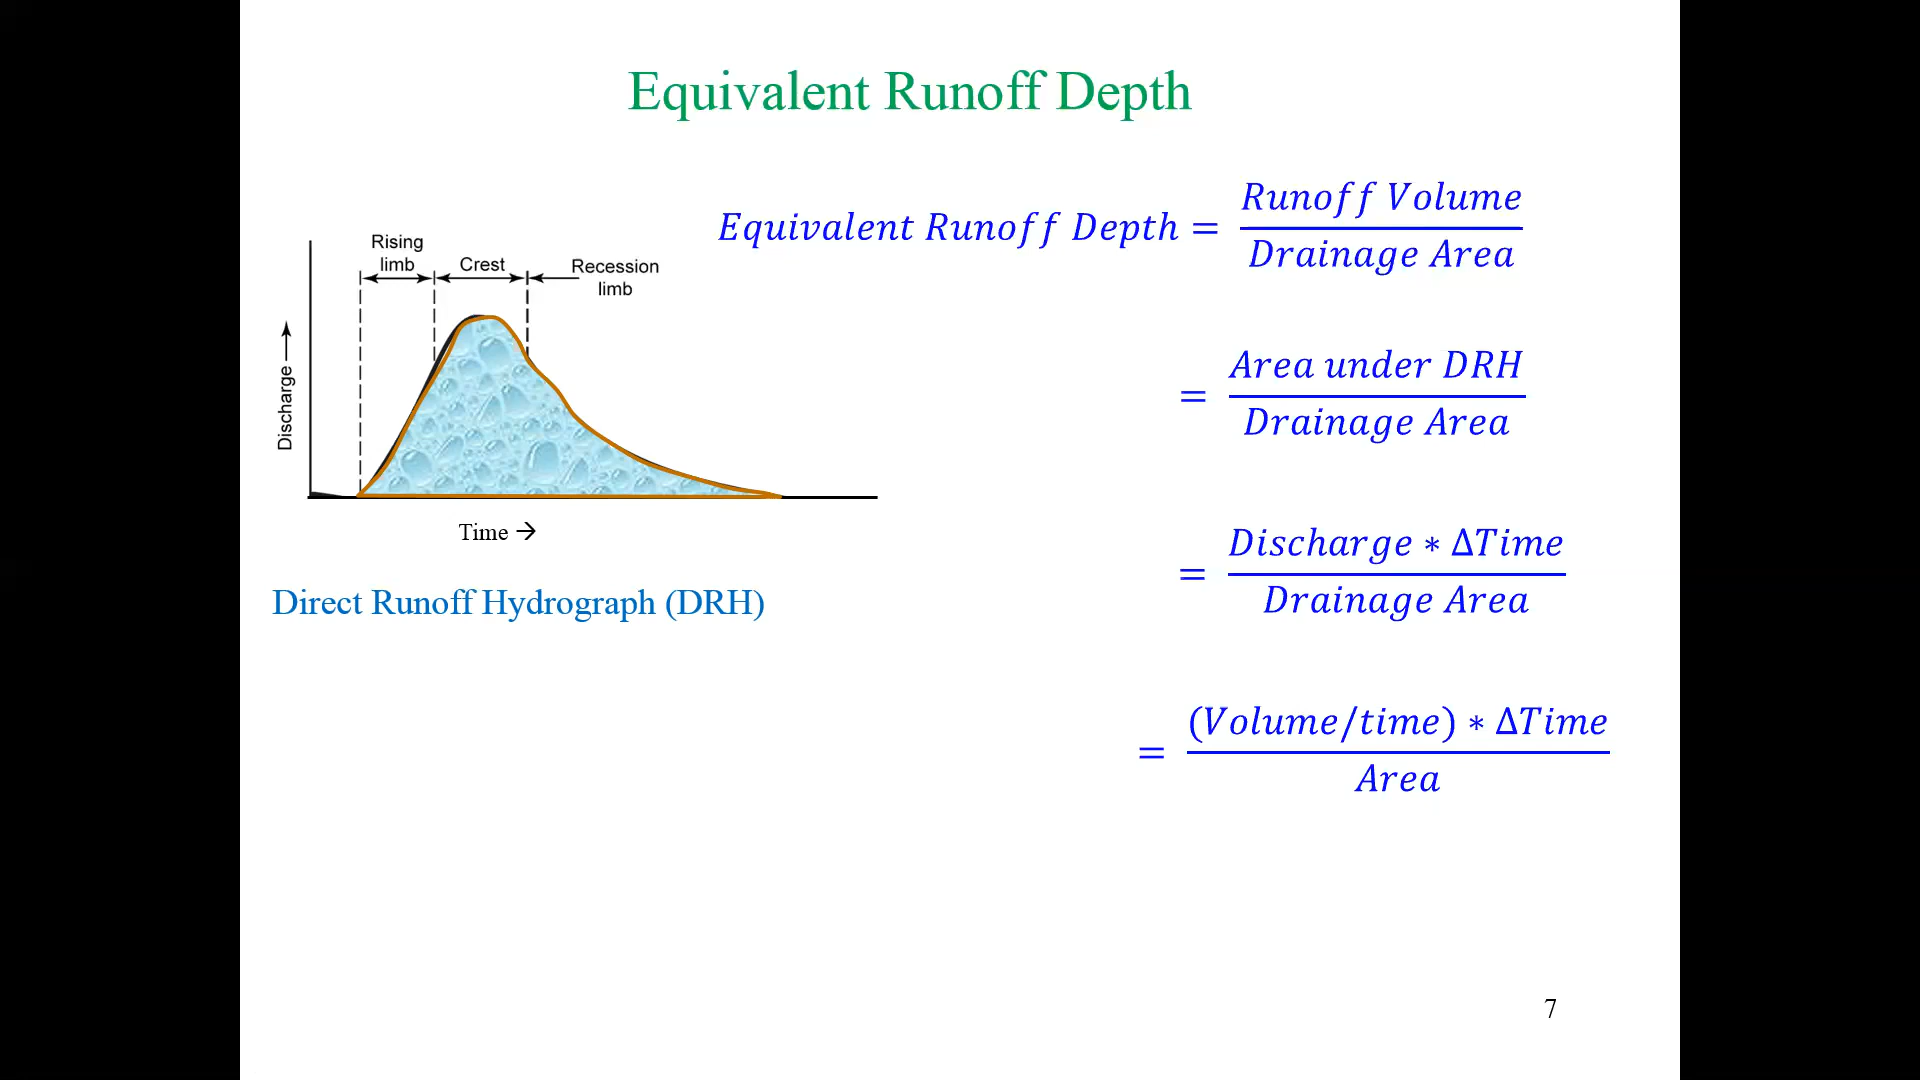 Equivalent Runoff Depth
Equivalent Runoff Depth = Runoff Volume / Drainage Area
= Area under DRH / Drainage Area
= Discharge ∗ ΔTime / Drainage Area
= (Volume/time) ∗ ΔTime / Area
Rising
limb
Crest
Recession
limb
Discharge →
Time →
Direct Runoff Hydrograph (DRH)
7